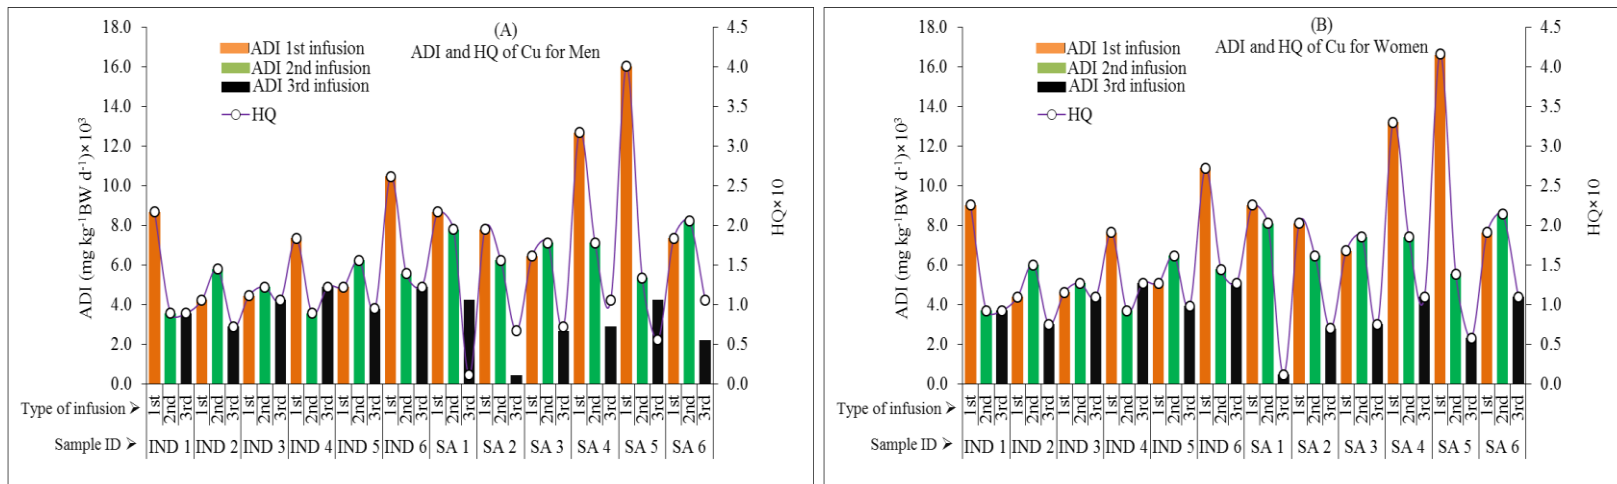 (A)
ADI and HQ of Cu for Men
ADI 1st infusion
ADI 2nd infusion
ADI 3rd infusion
HQ
ADI (mg kg⁻¹BW d⁻¹)×10³
18.0
16.0
14.0
12.0
10.0
8.0
6.0
4.0
2.0
0.0
HQ×10
4.5
4.0
3.5
3.0
2.5
2.0
1.5
1.0
0.5
0.0
Type of infusion ➢ 1st 2nd 3rd 1st 2nd 3rd 1st 2nd 3rd 1st 2nd 3rd 1st 2nd 3rd 1st 2nd 3rd 1st 2nd 3rd 1st 2nd 3rd 1st 2nd 3rd 1st 2nd 3rd 1st 2nd 3rd 1st 2nd 3rd
Sample ID ➢ IND 1 IND 2 IND 3 IND 4 IND 5 IND 6 SA 1 SA 2 SA 3 SA 4 SA 5 SA 6
(B)
ADI and HQ of Cu for Women
ADI 1st infusion
ADI 2nd infusion
ADI 3rd infusion
HQ
ADI (mg kg⁻¹BW d⁻¹)×10³
18.0
16.0
14.0
12.0
10.0
8.0
6.0
4.0
2.0
0.0
HQ×10
4.5
4.0
3.5
3.0
2.5
2.0
1.5
1.0
0.5
0.0
Type of infusion ➢ 1st 2nd 3rd 1st 2nd 3rd 1st 2nd 3rd 1st 2nd 3rd 1st 2nd 3rd 1st 2nd 3rd 1st 2nd 3rd 1st 2nd 3rd 1st 2nd 3rd 1st 2nd 3rd 1st 2nd 3rd 1st 2nd 3rd
Sample ID ➢ IND 1 IND 2 IND 3 IND 4 IND 5 IND 6 SA 1 SA 2 SA 3 SA 4 SA 5 SA 6